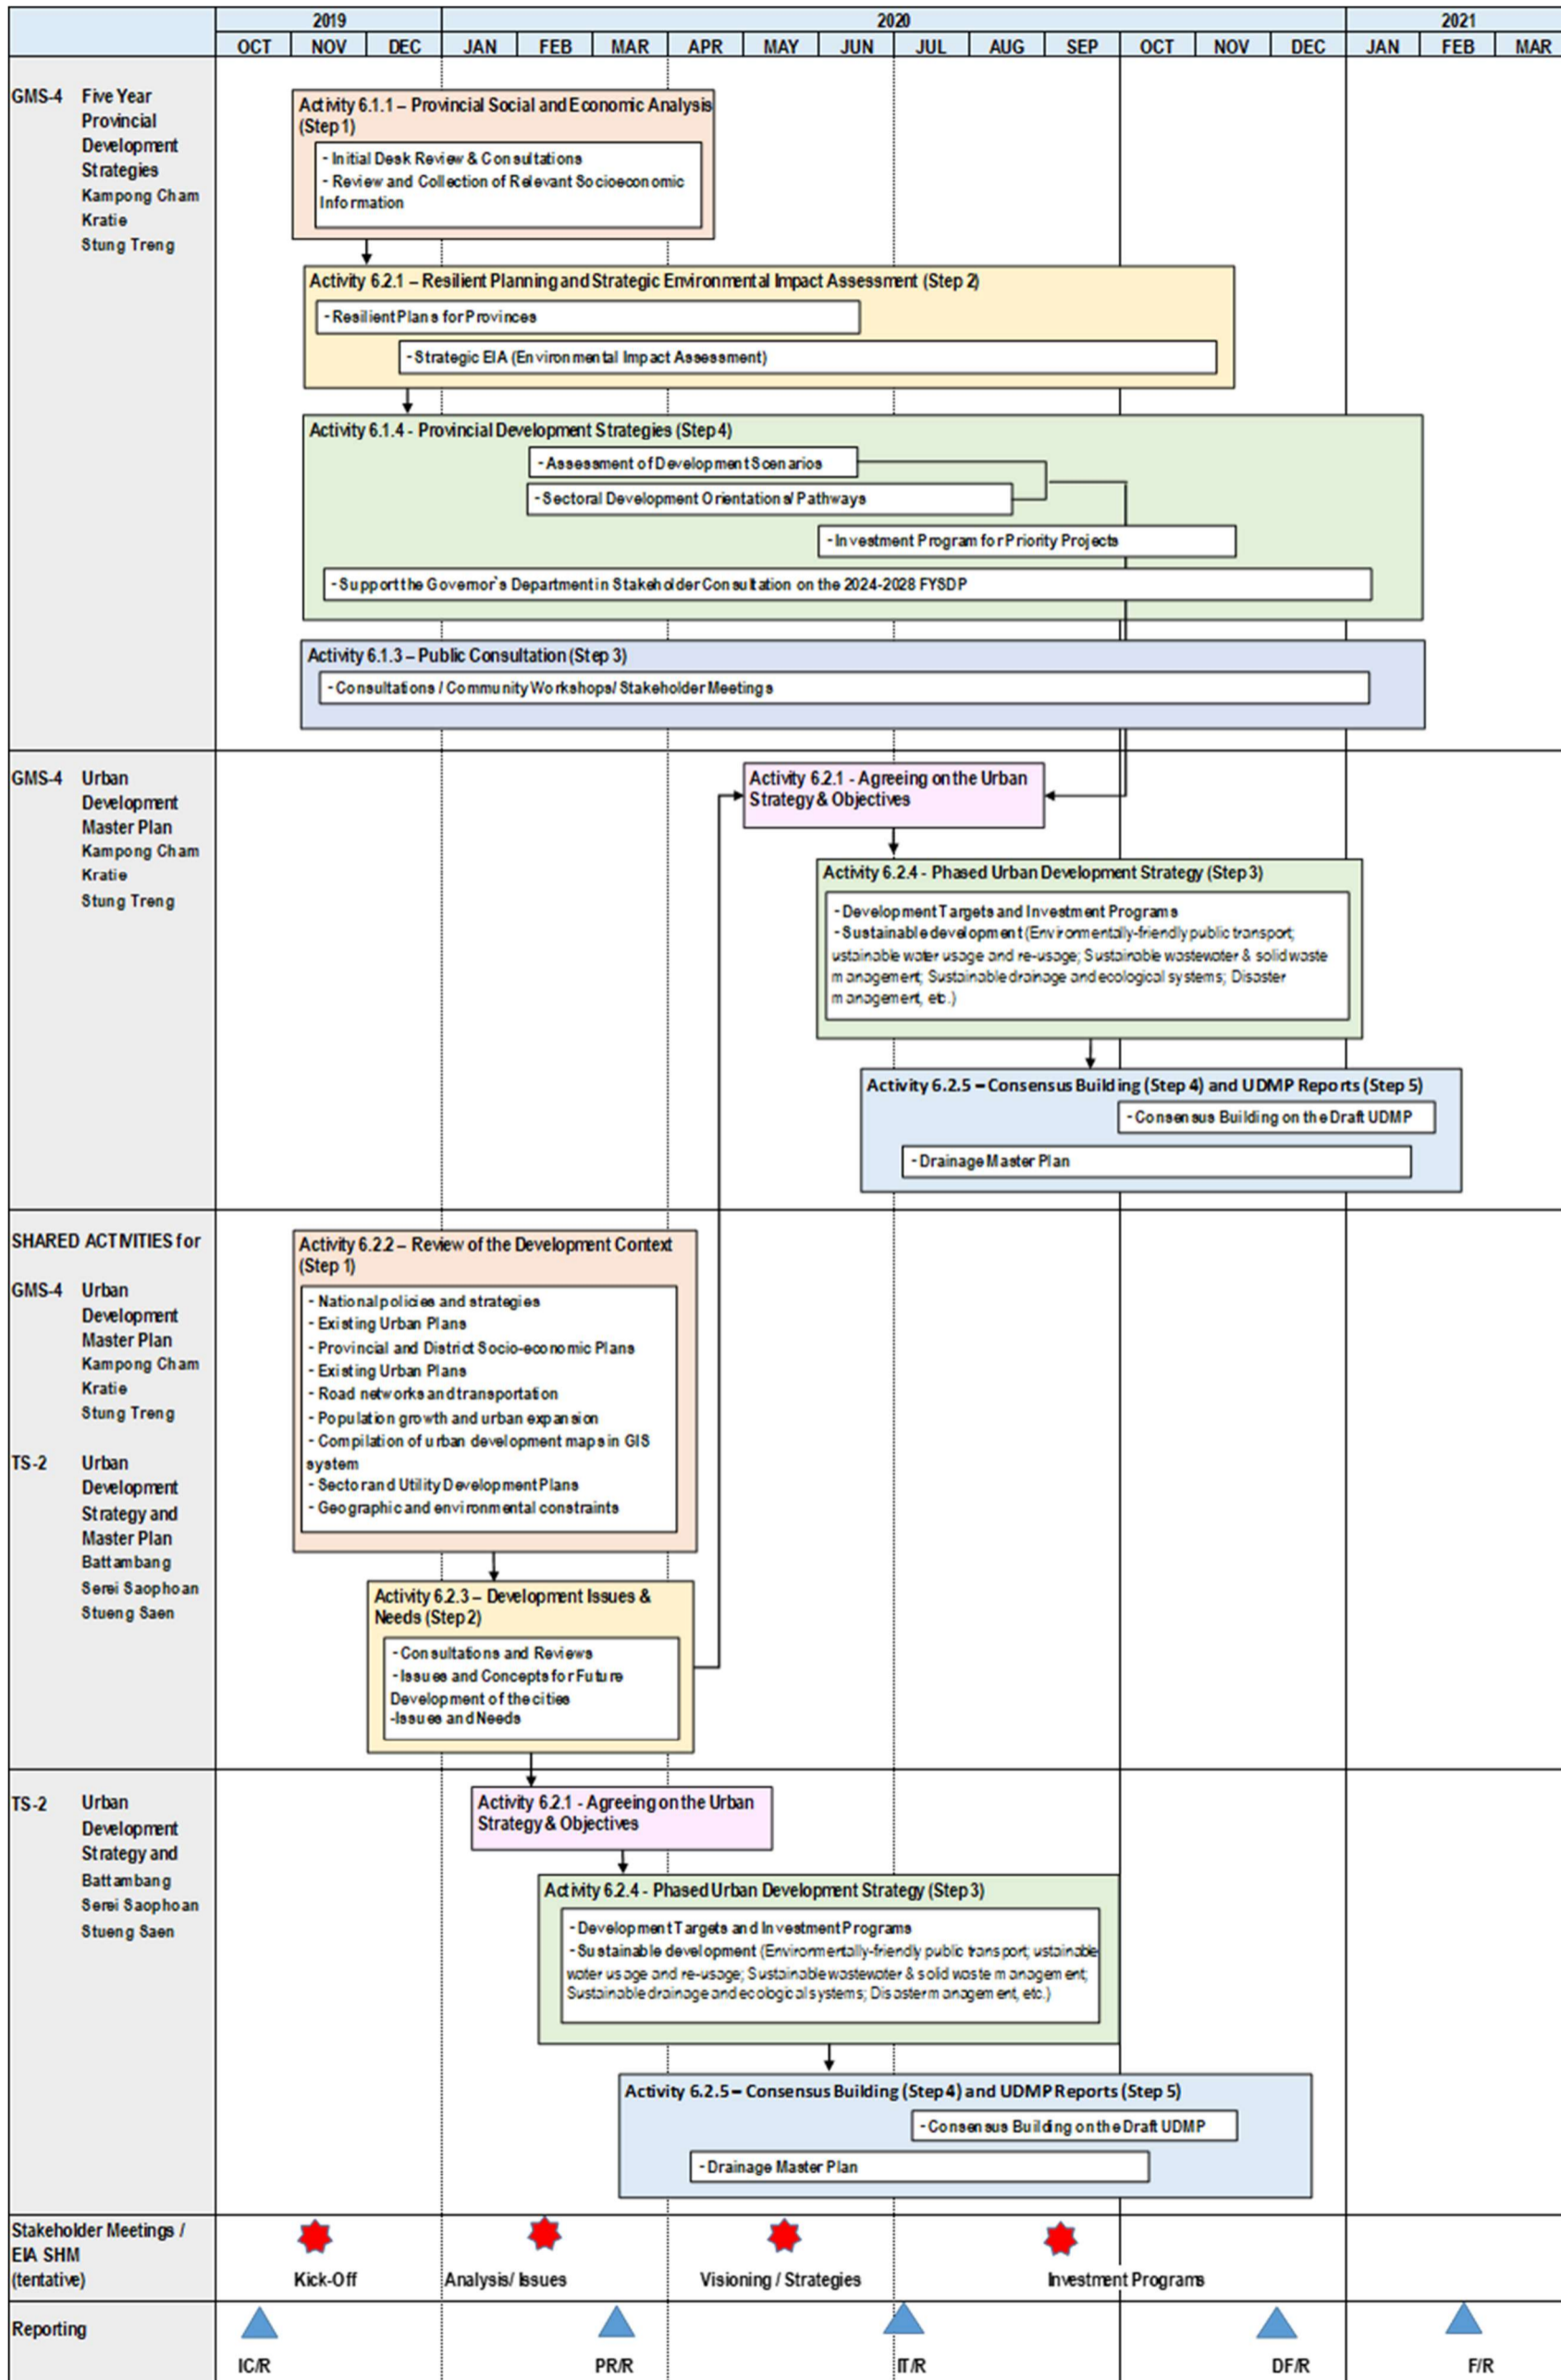 2019 2020 2021
OCT NOV DEC JAN FEB MAR APR MAY JUN JUL AUG SEP OCT NOV DEC JAN FEB MAR
GMS-4 Five Year
Provincial
Development
Strategies
Kampong Cham
Kratie
Stung Treng
Activity 6.1.1 – Provincial Social and Economic Analysis
(Step 1)
- Initial Desk Review & Consultations
- Review and Collection of Relevant Socioeconomic
Information
Activity 6.2.1 – Resilient Planning and Strategic Environmental Impact Assessment (Step 2)
- Resilient Plans for Provinces
- Strategic EIA (Environmental Impact Assessment)
Activity 6.1.4 - Provincial Development Strategies (Step 4)
- Assessment of Development Scenarios
- Sectoral Development Orientations/ Pathways
- Investment Program for Priority Projects
- Support the Governor`s Department in Stakeholder Consultation on the 2024-2028 FYSDP
Activity 6.1.3 – Public Consultation (Step 3)
- Consultations / Community Workshops/ Stakeholder Meetings
GMS-4 Urban
Development
Master Plan
Kampong Cham
Kratie
Stung Treng
Activity 6.2.1 - Agreeing on the Urban
Strategy & Objectives
Activity 6.2.4 - Phased Urban Development Strategy (Step 3)
- Development Targets and Investment Programs
- Sustainable development (Environmentally-friendly public transport;
ustainable water usage and re-usage; Sustainable wastewater & solid waste
management; Sustainable drainage and ecological systems; Disaster
management, etc.)
Activity 6.2.5 – Consensus Building (Step 4) and UDMP Reports (Step 5)
- Consensus Building on the Draft UDMP
- Drainage Master Plan
SHARED ACTIVITIES for
GMS-4 Urban
Development
Master Plan
Kampong Cham
Kratie
Stung Treng
TS-2 Urban
Development
Strategy and
Master Plan
Battambang
Serei Saophoan
Stueng Saen
Activity 6.2.2 – Review of the Development Context
(Step 1)
- National policies and strategies
- Existing Urban Plans
- Provincial and District Socio-economic Plans
- Existing Urban Plans
- Road networks and transportation
- Population growth and urban expansion
- Compilation of urban development maps in GIS
system
- Sector and Utility Development Plans
- Geographic and environmental constraints
Activity 6.2.3 – Development Issues &
Needs (Step 2)
- Consultations and Reviews
- Issues and Concepts for Future
Development of the cities
-Issues and Needs
TS-2 Urban
Development
Strategy and
Battambang
Serei Saophoan
Stueng Saen
Activity 6.2.1 - Agreeing on the Urban
Strategy & Objectives
Activity 6.2.4 - Phased Urban Development Strategy (Step 3)
- Development Targets and Investment Programs
- Sustainable development (Environmentally-friendly public transport; ustainable
water usage and re-usage; Sustainable wastewater & solid waste management;
Sustainable drainage and ecological systems; Disaster management, etc.)
Activity 6.2.5 – Consensus Building (Step 4) and UDMP Reports (Step 5)
- Consensus Building on the Draft UDMP
- Drainage Master Plan
Stakeholder Meetings /
EIA SHM
(tentative)
Kick-Off Analysis/ Issues Visioning / Strategies Investment Programs
Reporting
IC/R PR/R IT/R DF/R F/R